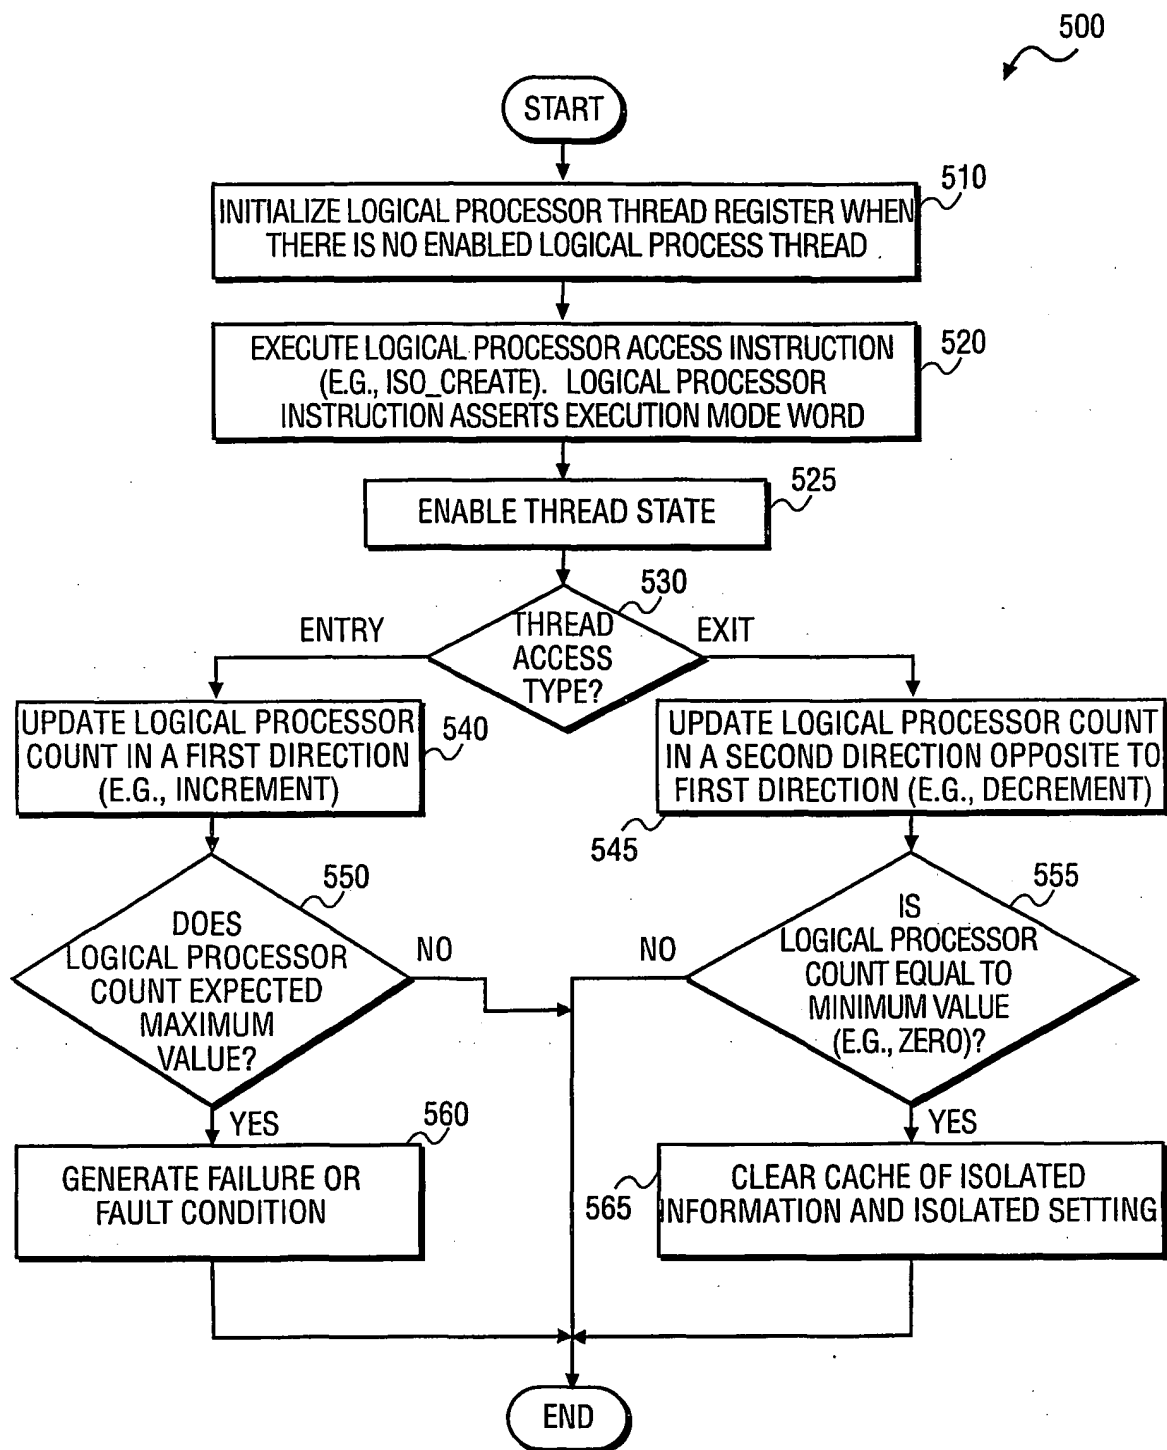 500
START
510
INITIALIZE LOGICAL PROCESSOR THREAD REGISTER WHEN
THERE IS NO ENABLED LOGICAL PROCESS THREAD
520
EXECUTE LOGICAL PROCESSOR ACCESS INSTRUCTION
(E.G., ISO_CREATE). LOGICAL PROCESSOR
INSTRUCTION ASSERTS EXECUTION MODE WORD
525
ENABLE THREAD STATE
530
ENTRY
THREAD
ACCESS
TYPE?
EXIT
UPDATE LOGICAL PROCESSOR
COUNT IN A FIRST DIRECTION
(E.G., INCREMENT)
540
UPDATE LOGICAL PROCESSOR COUNT
IN A SECOND DIRECTION OPPOSITE TO
FIRST DIRECTION (E.G., DECREMENT)
545
550
DOES
LOGICAL PROCESSOR
COUNT EXPECTED
MAXIMUM
VALUE?
NO
555
IS
LOGICAL PROCESSOR
COUNT EQUAL TO
MINIMUM VALUE
(E.G., ZERO)?
NO
YES
560
GENERATE FAILURE OR
FAULT CONDITION
YES
565
CLEAR CACHE OF ISOLATED
INFORMATION AND ISOLATED SETTING
END